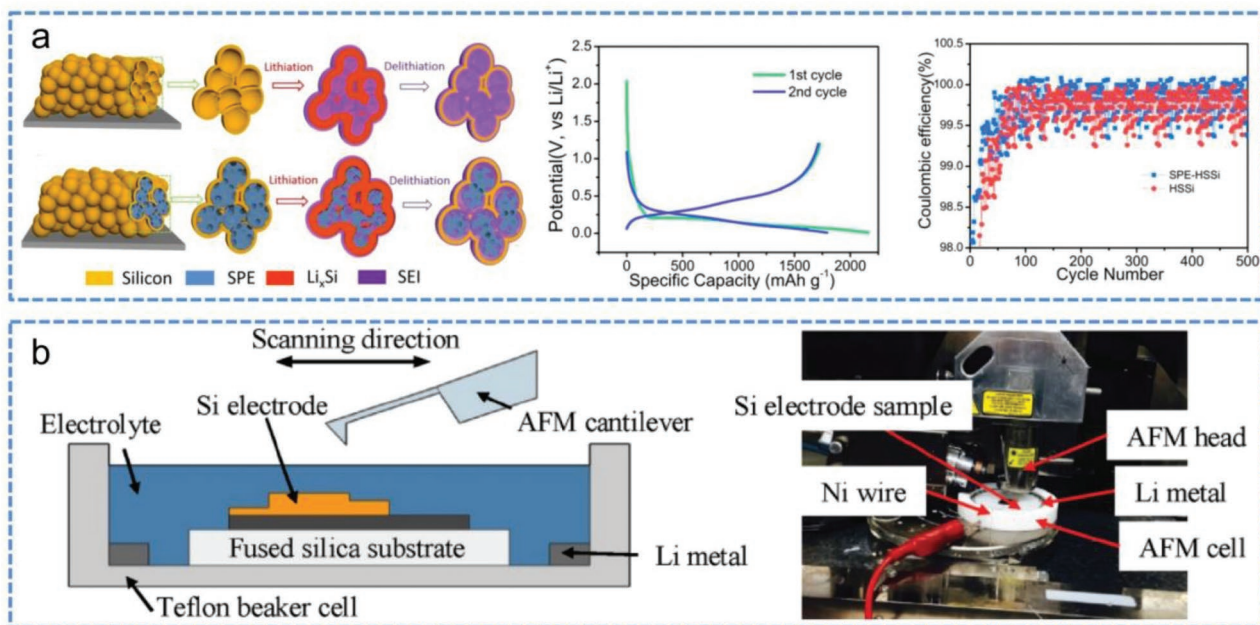 a
Lithiation
Delithiation
Lithiation
Delithiation
Silicon
SPE
LiₓSi
SEI
Potential(V, vs Li/Li⁺)
2.5
2.0
1.5
1.0
0.5
0.0
1st cycle
2nd cycle
0
500
1000
1500
2000
Specific Capacity (mAh g⁻¹)
Coulombic efficiency(%)
100.5
100.0
99.5
99.0
98.5
98.0
SPE-HSSi
HSSi
0
100
200
300
400
500
Cycle Number
b
Scanning direction
Si electrode
Electrolyte
AFM cantilever
Fused silica substrate
Li metal
Teflon beaker cell
Si electrode sample
AFM head
Ni wire
Li metal
AFM cell